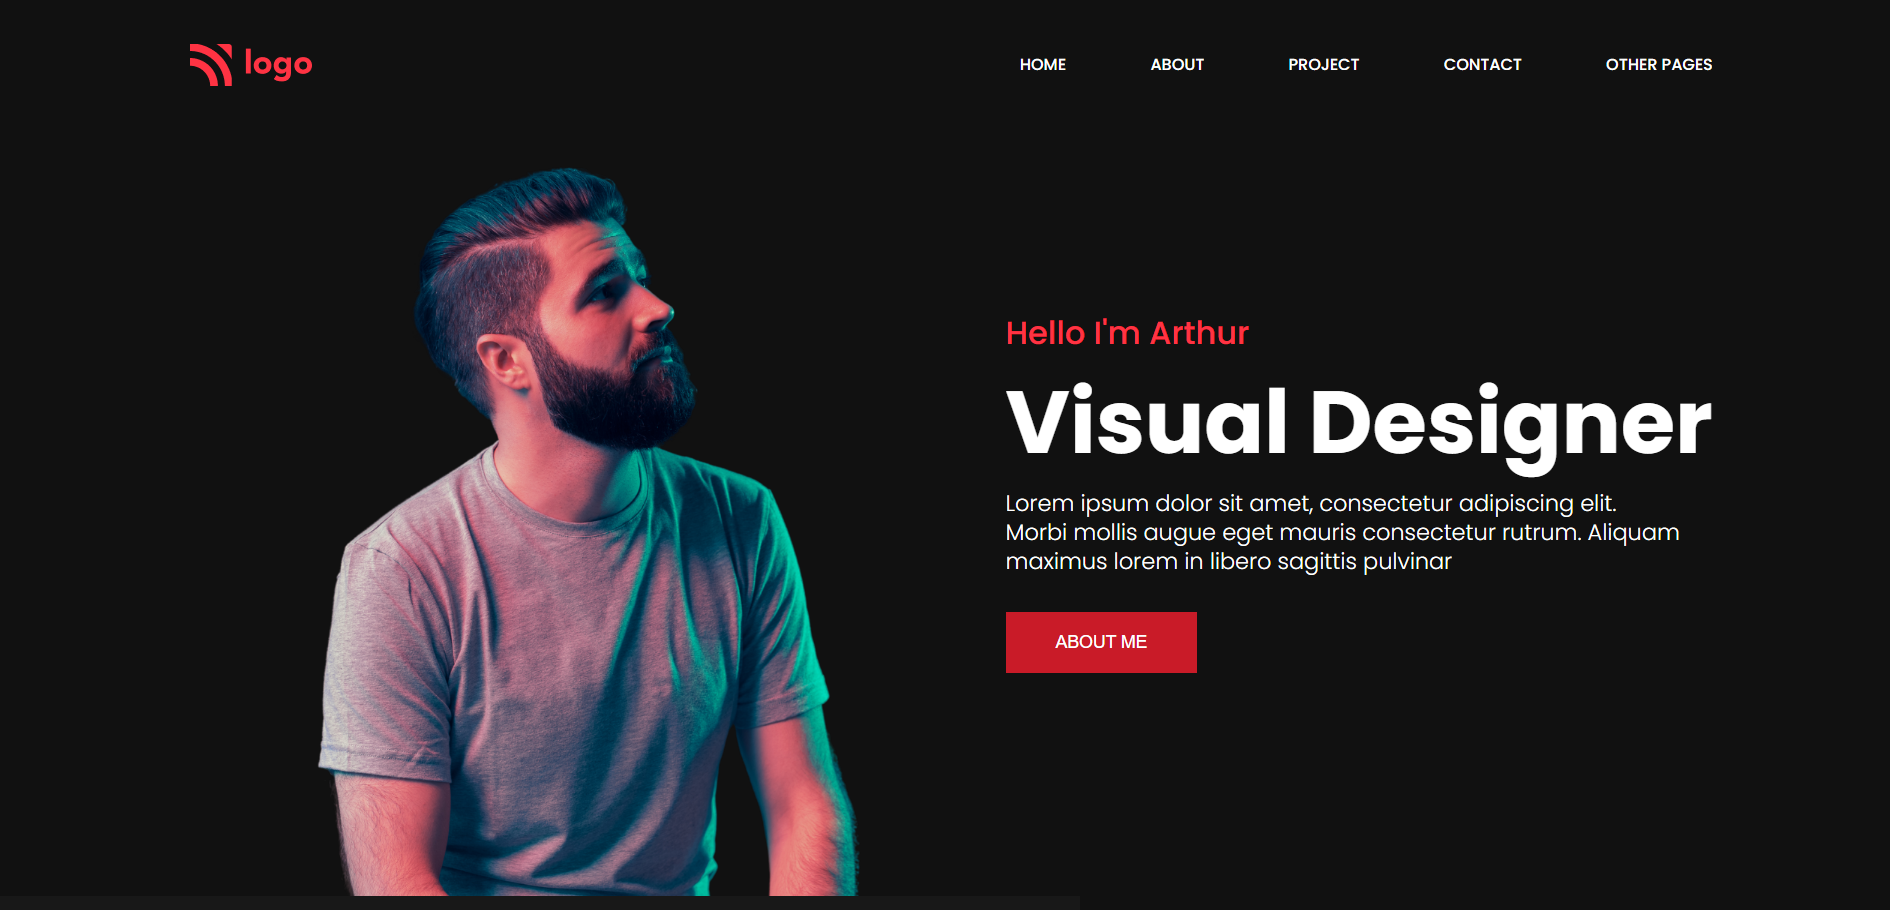 logo
HOME ABOUT PROJECT CONTACT OTHER PAGES
Hello I'm Arthur
Visual Designer
Lorem ipsum dolor sit amet, consectetur adipiscing elit.
Morbi mollis augue eget mauris consectetur rutrum. Aliquam
maximus lorem in libero sagittis pulvinar
ABOUT ME